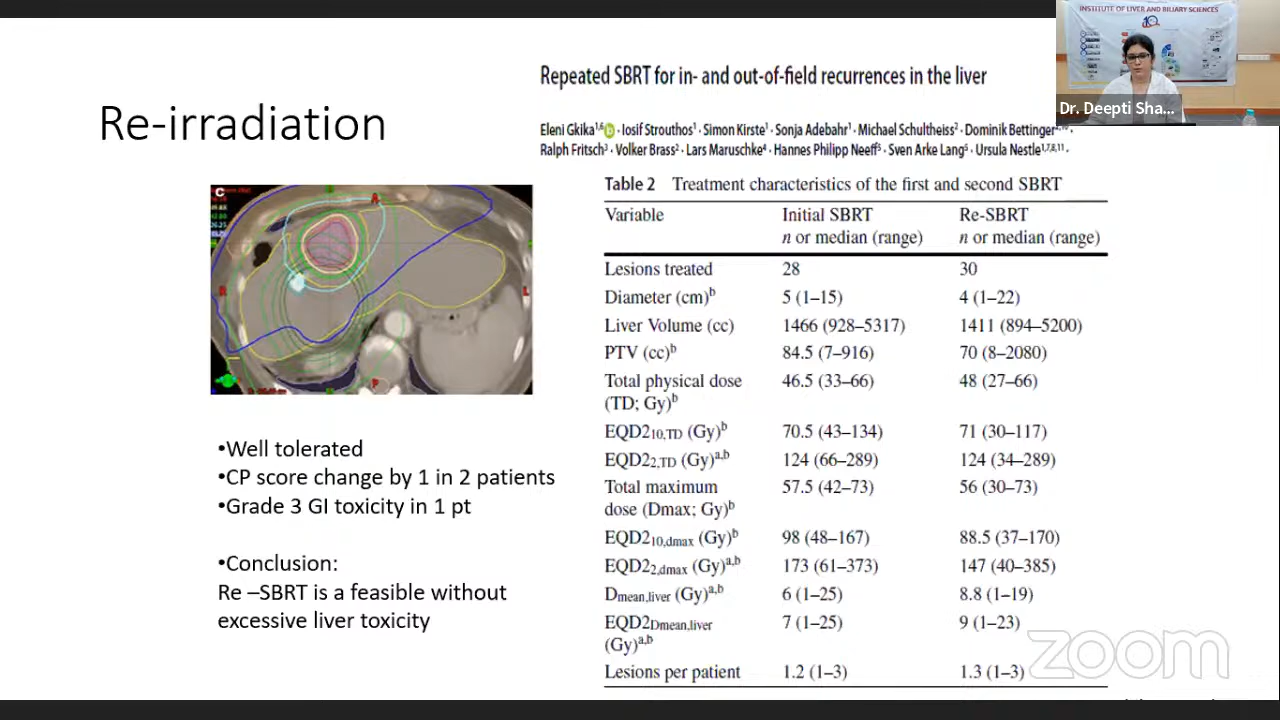 INSTITUTE OF LIVER AND BILIARY SCIENCES
Dr. Deepti Sha...
Re-irradiation
Repeated SBRT for in- and out-of-field recurrences in the liver
Eleni Gkika1,6 · Iosif Strouthos1 · Simon Kirste1 · Sonja Adebahr1 · Michael Schultheiss2 · Dominik Bettinger
Ralph Fritsch3 · Volker Brass2 · Lars Maruschke4 · Hannes Philipp Neeff5 · Sven Arke Lang5 · Ursula Nestle1,7,8,11 ·
C
A
R
L
P
•Well tolerated
•CP score change by 1 in 2 patients
•Grade 3 GI toxicity in 1 pt
•Conclusion:
Re –SBRT is a feasible without
excessive liver toxicity
Table 2 Treatment characteristics of the first and second SBRT
Variable Initial SBRT Re-SBRT
n or median (range) n or median (range)
Lesions treated 28 30
Diameter (cm)b 5 (1–15) 4 (1–22)
Liver Volume (cc) 1466 (928–5317) 1411 (894–5200)
PTV (cc)b 84.5 (7–916) 70 (8–2080)
Total physical dose 46.5 (33–66) 48 (27–66)
(TD; Gy)b
EQD210,TD (Gy)b 70.5 (43–134) 71 (30–117)
EQD22,TD (Gy)a,b 124 (66–289) 124 (34–289)
Total maximum 57.5 (42–73) 56 (30–73)
dose (Dmax; Gy)b
EQD210,dmax (Gy)b 98 (48–167) 88.5 (37–170)
EQD22,dmax (Gy)a,b 173 (61–373) 147 (40–385)
Dmean,liver (Gy)a,b 6 (1–25) 8.8 (1–19)
EQD2Dmean,liver 7 (1–25) 9 (1–23)
(Gy)a,b
Lesions per patient 1.2 (1–3) 1.3 (1–3)
zoom